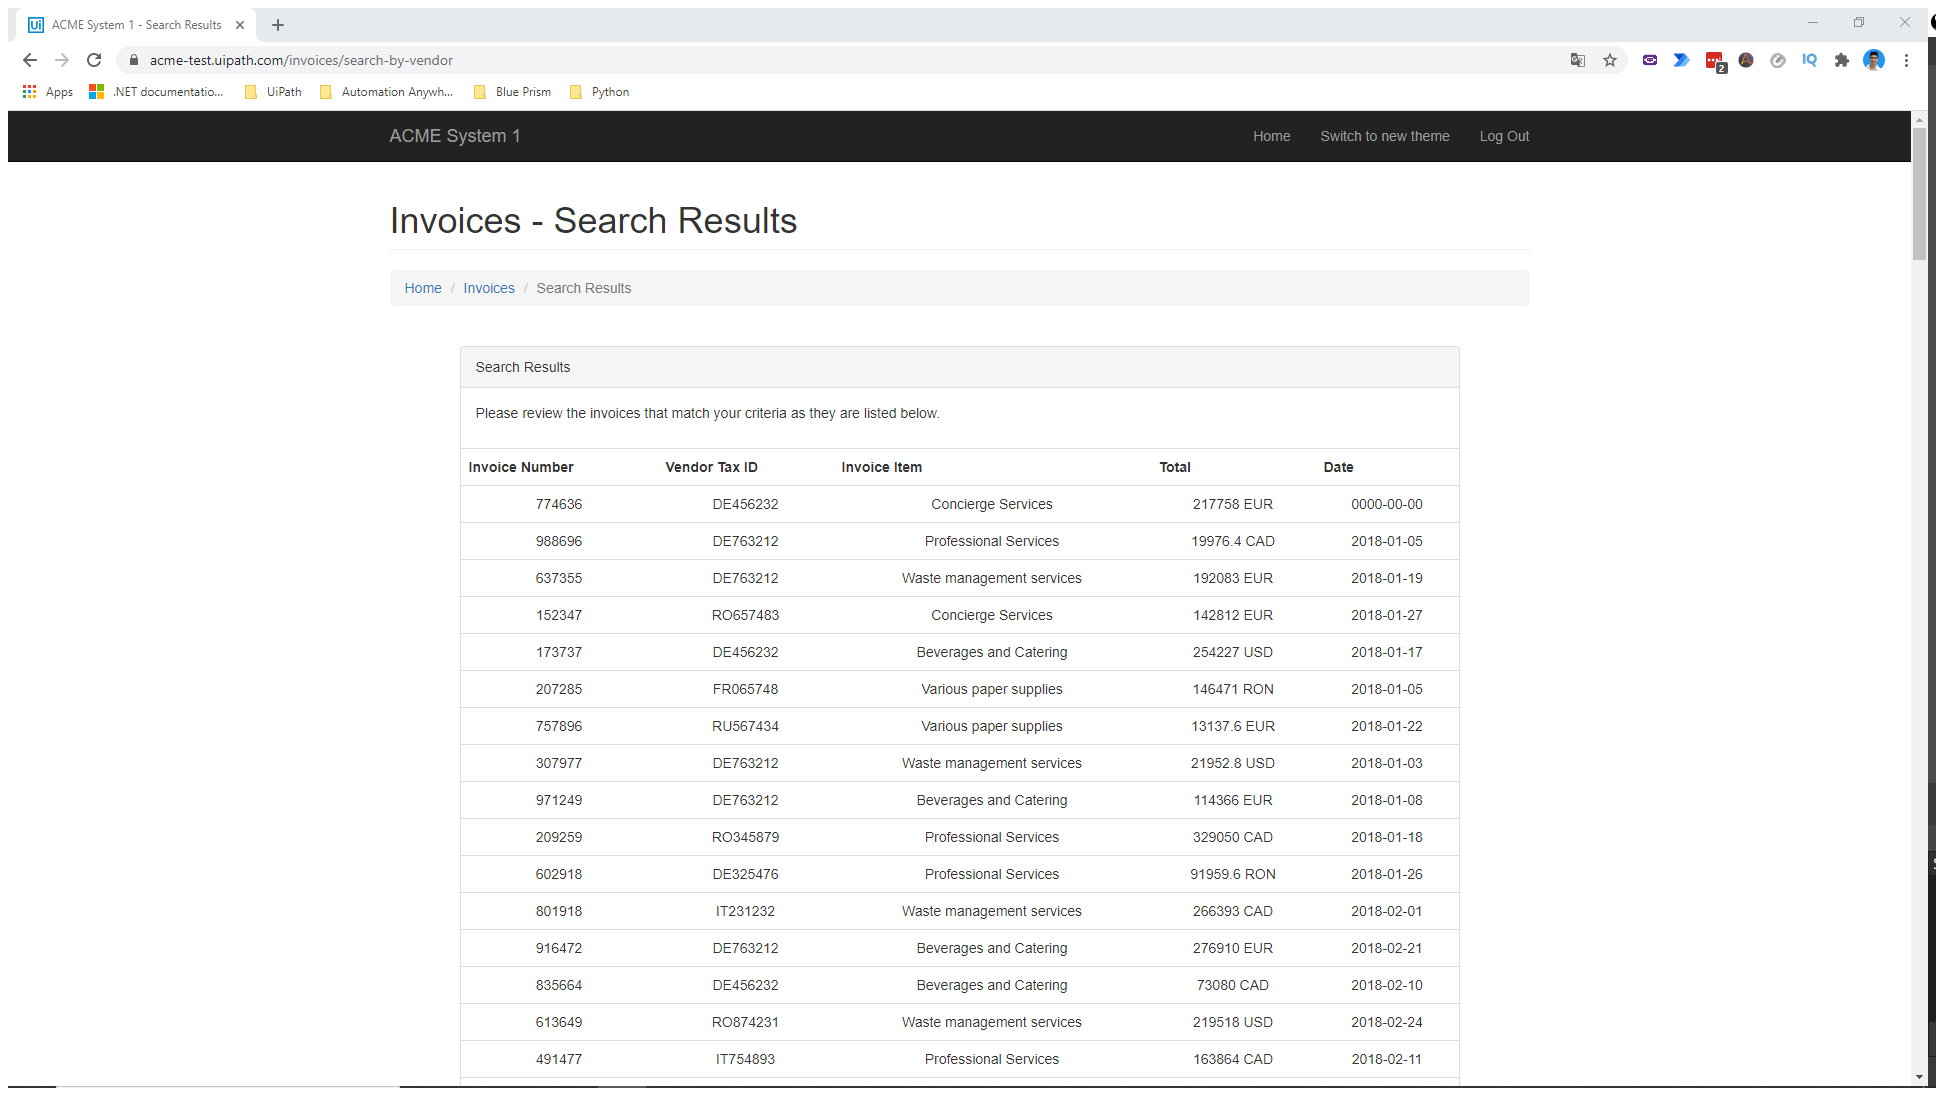 ACME System 1 - Search Results
acme-test.uipath.com/invoices/search-by-vendor
2
IQ
Apps .NET documentatio... UiPath Automation Anywh... Blue Prism Python
ACME System 1 Home Switch to new theme Log Out
Invoices - Search Results
Home / Invoices / Search Results
Search Results
Please review the invoices that match your criteria as they are listed below.
Invoice Number Vendor Tax ID Invoice Item Total Date
774636 DE456232 Concierge Services 217758 EUR 0000-00-00
988696 DE763212 Professional Services 19976.4 CAD 2018-01-05
637355 DE763212 Waste management services 192083 EUR 2018-01-19
152347 RO657483 Concierge Services 142812 EUR 2018-01-27
173737 DE456232 Beverages and Catering 254227 USD 2018-01-17
207285 FR065748 Various paper supplies 146471 RON 2018-01-05
757896 RU567434 Various paper supplies 13137.6 EUR 2018-01-22
307977 DE763212 Waste management services 21952.8 USD 2018-01-03
971249 DE763212 Beverages and Catering 114366 EUR 2018-01-08
209259 RO345879 Professional Services 329050 CAD 2018-01-18
602918 DE325476 Professional Services 91959.6 RON 2018-01-26
801918 IT231232 Waste management services 266393 CAD 2018-02-01
916472 DE763212 Beverages and Catering 276910 EUR 2018-02-21
835664 DE456232 Beverages and Catering 73080 CAD 2018-02-10
613649 RO874231 Waste management services 219518 USD 2018-02-24
491477 IT754893 Professional Services 163864 CAD 2018-02-11